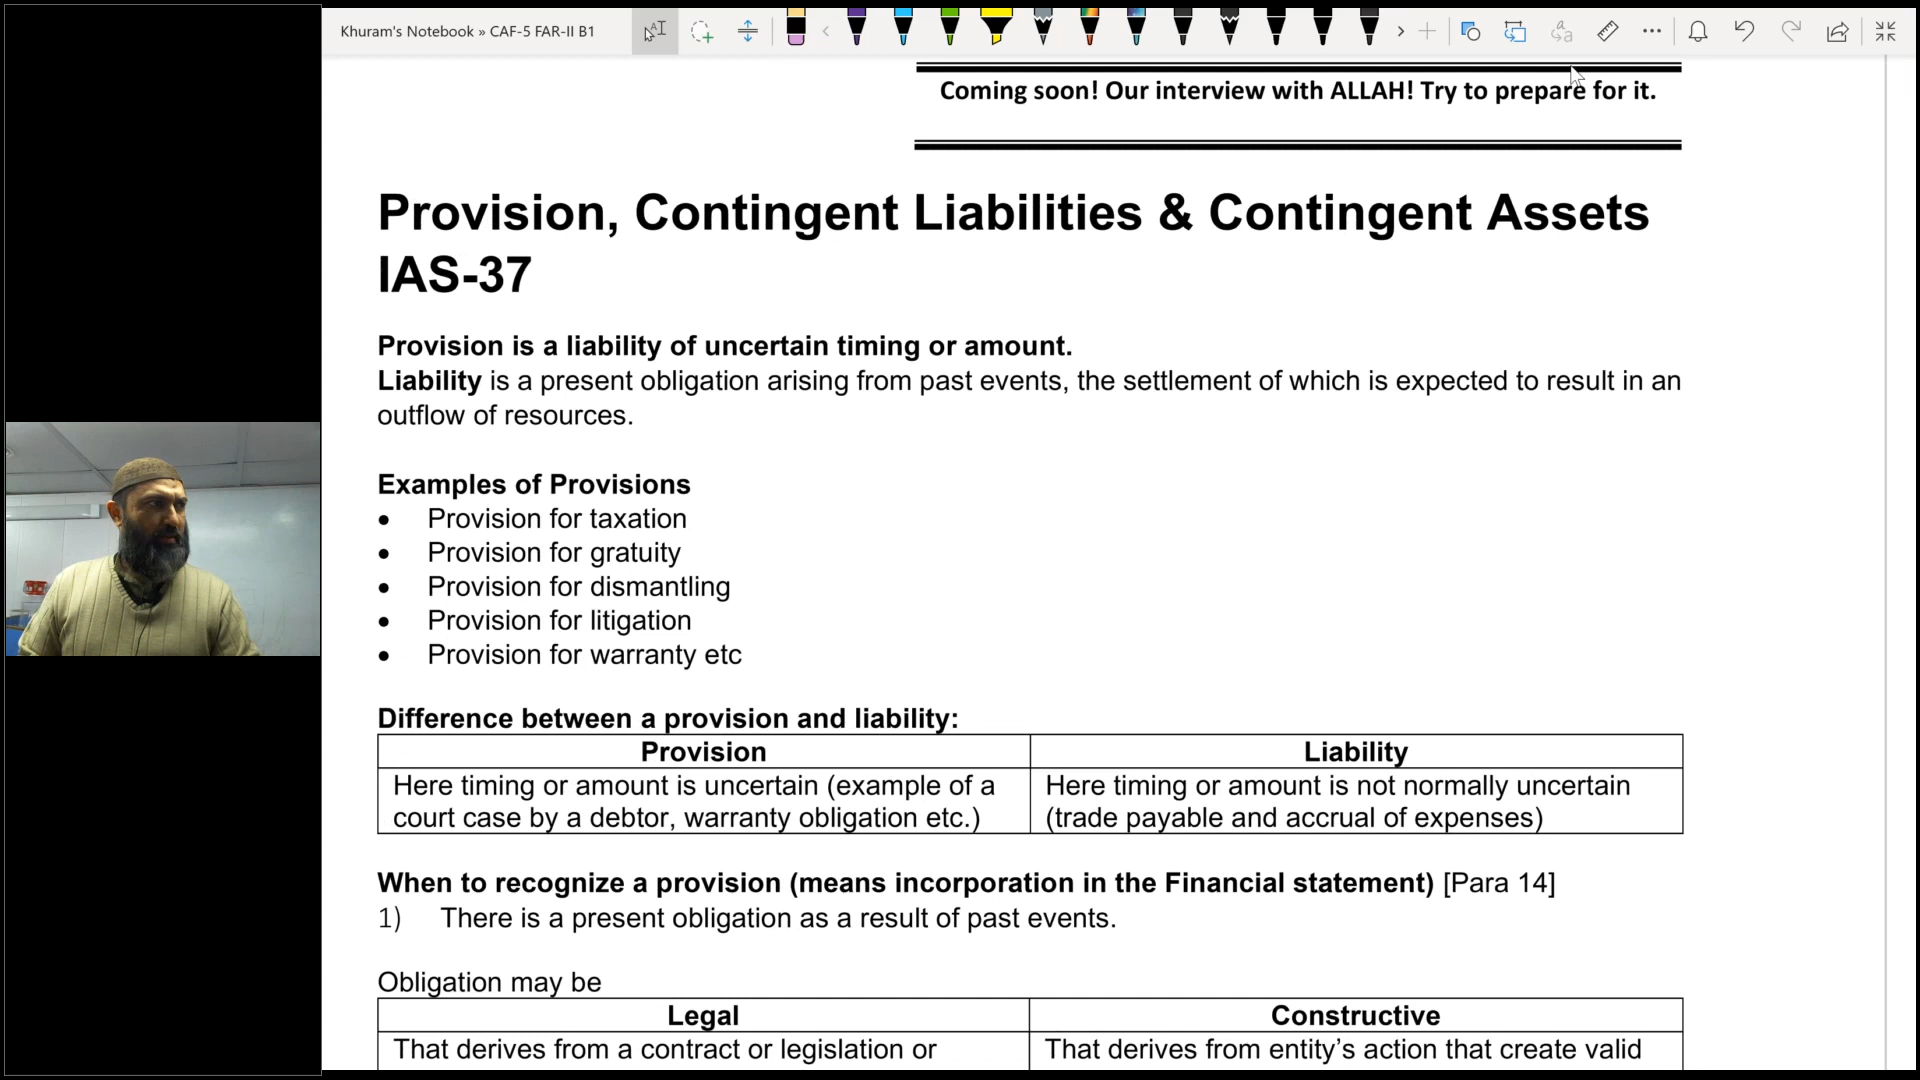 Khuram's Notebook » CAF-5 FAR-II B1
Coming soon! Our interview with ALLAH! Try to prepare for it.
Provision, Contingent Liabilities & Contingent Assets
IAS-37
Provision is a liability of uncertain timing or amount.
Liability is a present obligation arising from past events, the settlement of which is expected to result in an
outflow of resources.
Examples of Provisions
• Provision for taxation
• Provision for gratuity
• Provision for dismantling
• Provision for litigation
• Provision for warranty etc
Difference between a provision and liability:
Provision Liability
Here timing or amount is uncertain (example of a
court case by a debtor, warranty obligation etc.)
Here timing or amount is not normally uncertain
(trade payable and accrual of expenses)
When to recognize a provision (means incorporation in the Financial statement) [Para 14]
1) There is a present obligation as a result of past events.
Obligation may be
Legal Constructive
That derives from a contract or legislation or
That derives from entity's action that create valid